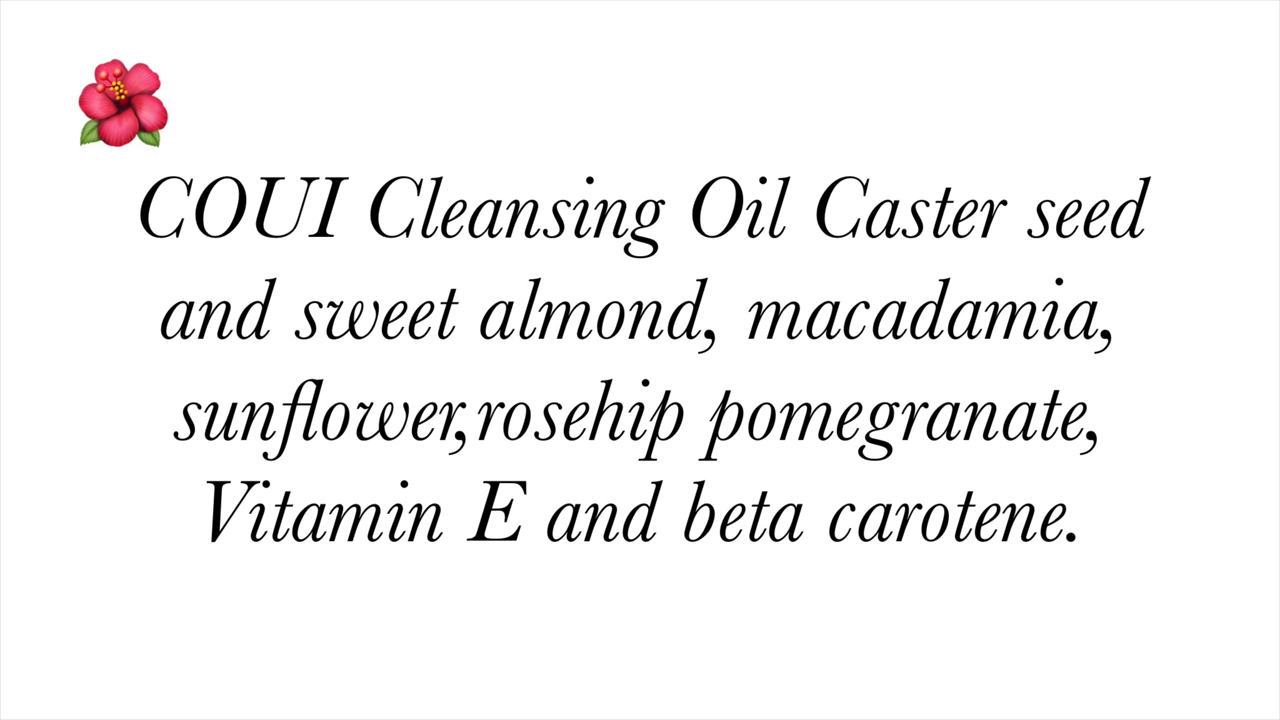 COUI Cleansing Oil Caster seed
and sweet almond, macadamia,
sunflower,rosehip pomegranate,
Vitamin E and beta carotene.